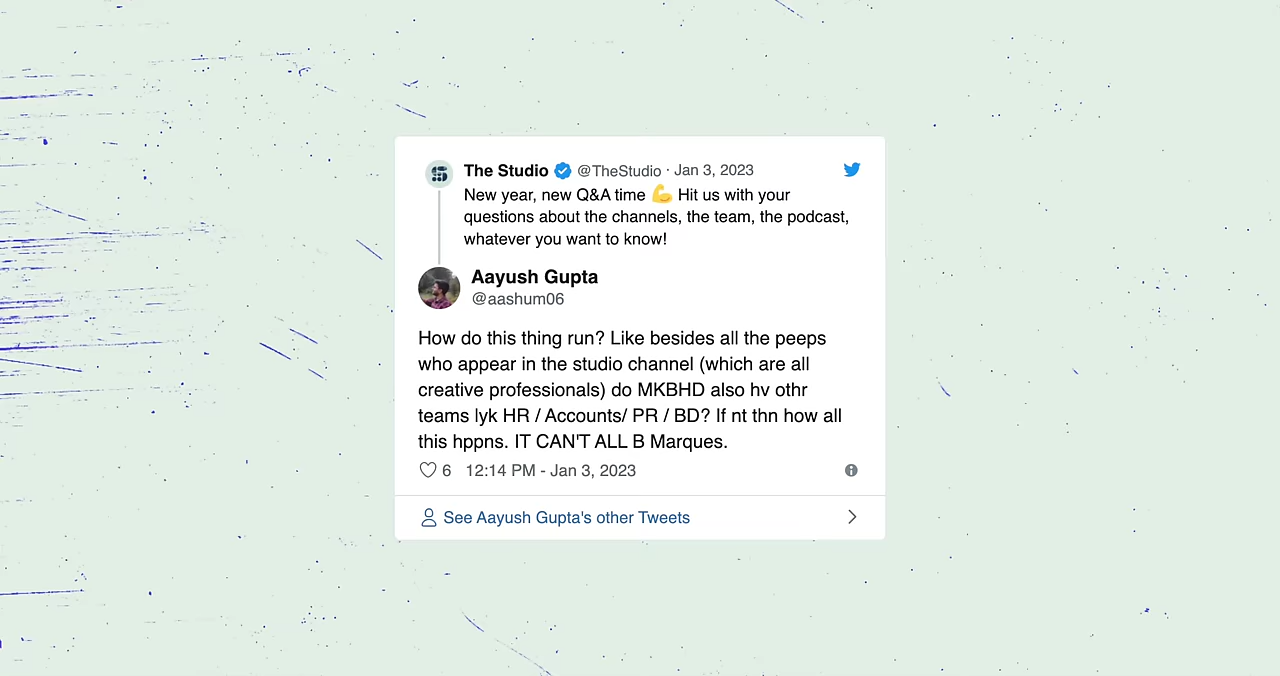 The Studio @TheStudio · Jan 3, 2023
New year, new Q&A time 💪 Hit us with your
questions about the channels, the team, the podcast,
whatever you want to know!
Aayush Gupta
@aashum06
How do this thing run? Like besides all the peeps
who appear in the studio channel (which are all
creative professionals) do MKBHD also hv othr
teams lyk HR / Accounts/ PR / BD? If nt thn how all
this hppns. IT CAN'T ALL B Marques.
6 12:14 PM - Jan 3, 2023
See Aayush Gupta's other Tweets